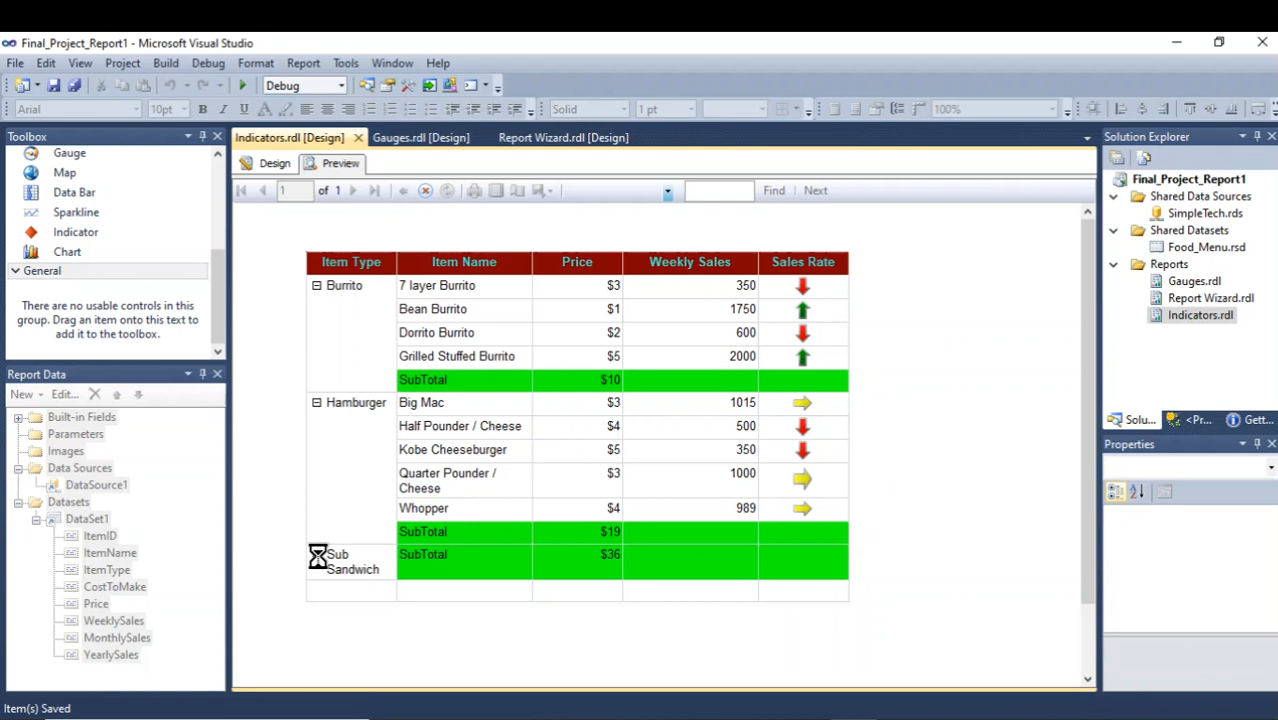 Final_Project_Report1 - Microsoft Visual Studio
File Edit View Project Build Debug Format Report Tools Window Help
Debug
Arial 10pt B I U A Solid 1 pt 100%
Toolbox
Gauge
Map
Data Bar
Sparkline
Indicator
Chart
General
There are no usable controls in this
group. Drag an item onto this text to
add it to the toolbox.
Report Data
New Edit...
Built-in Fields
Parameters
Images
Data Sources
DataSource1
Datasets
DataSet1
ItemID
ItemName
ItemType
CostToMake
Price
WeeklySales
MonthlySales
YearlySales
Item(s) Saved
Indicators.rdl [Design] Gauges.rdl [Design] Report Wizard.rdl [Design]
Design Preview
1 of 1 Find Next
Item Type Item Name Price Weekly Sales Sales Rate
Burrito 7 layer Burrito $3 350
Bean Burrito $1 1750
Dorrito Burrito $2 600
Grilled Stuffed Burrito $5 2000
SubTotal $10
Hamburger Big Mac $3 1015
Half Pounder / Cheese $4 500
Kobe Cheeseburger $5 350
Quarter Pounder / $3 1000
Cheese
Whopper $4 989
SubTotal $19
Sub SubTotal $36
Sandwich
Solution Explorer
Final_Project_Report1
Shared Data Sources
SimpleTech.rds
Shared Datasets
Food_Menu.rsd
Reports
Gauges.rdl
Report Wizard.rdl
Indicators.rdl
Solu... <Pr... Gett...
Properties